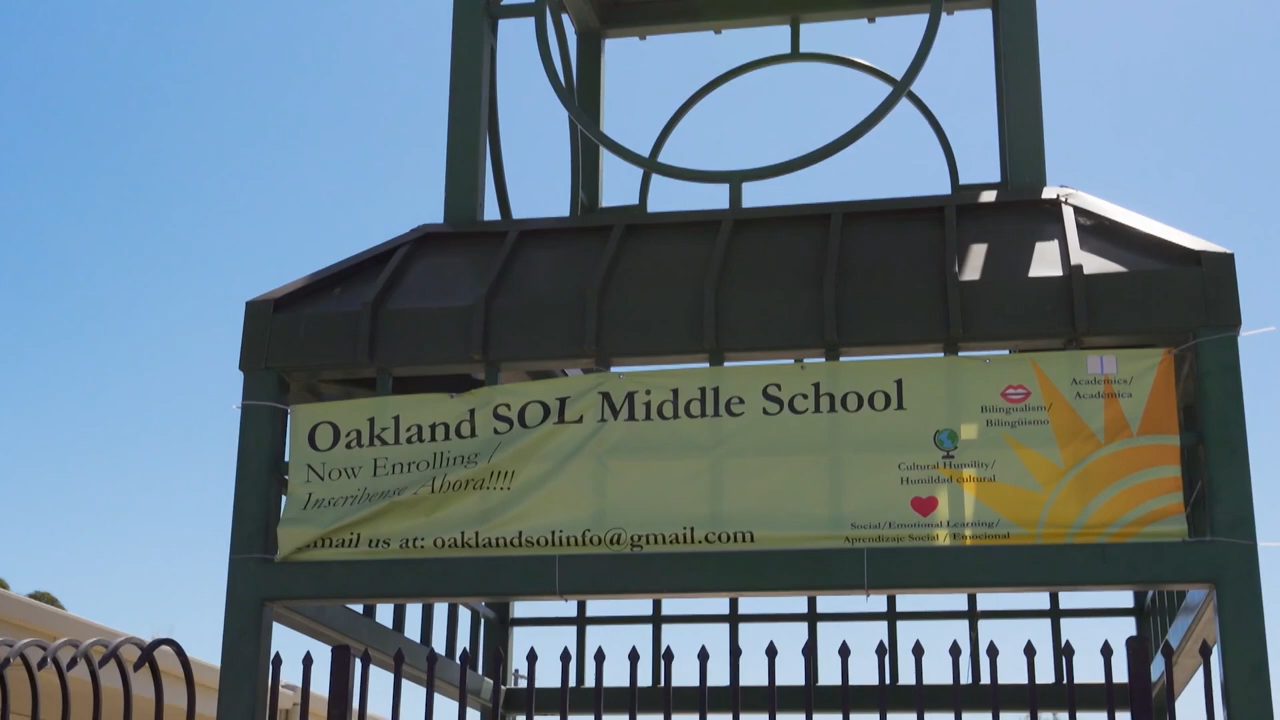 Oakland SOL Middle School
Now Enrolling /
Inscribense Ahora!!!!
mail us at: oaklandsolinfo@gmail.com
Academics/
Académica
Bilingualism/
Bilingüismo
Cultural Humility/
Humildad cultural
Social/Emotional Learning/
Aprendizaje Social / Emocional